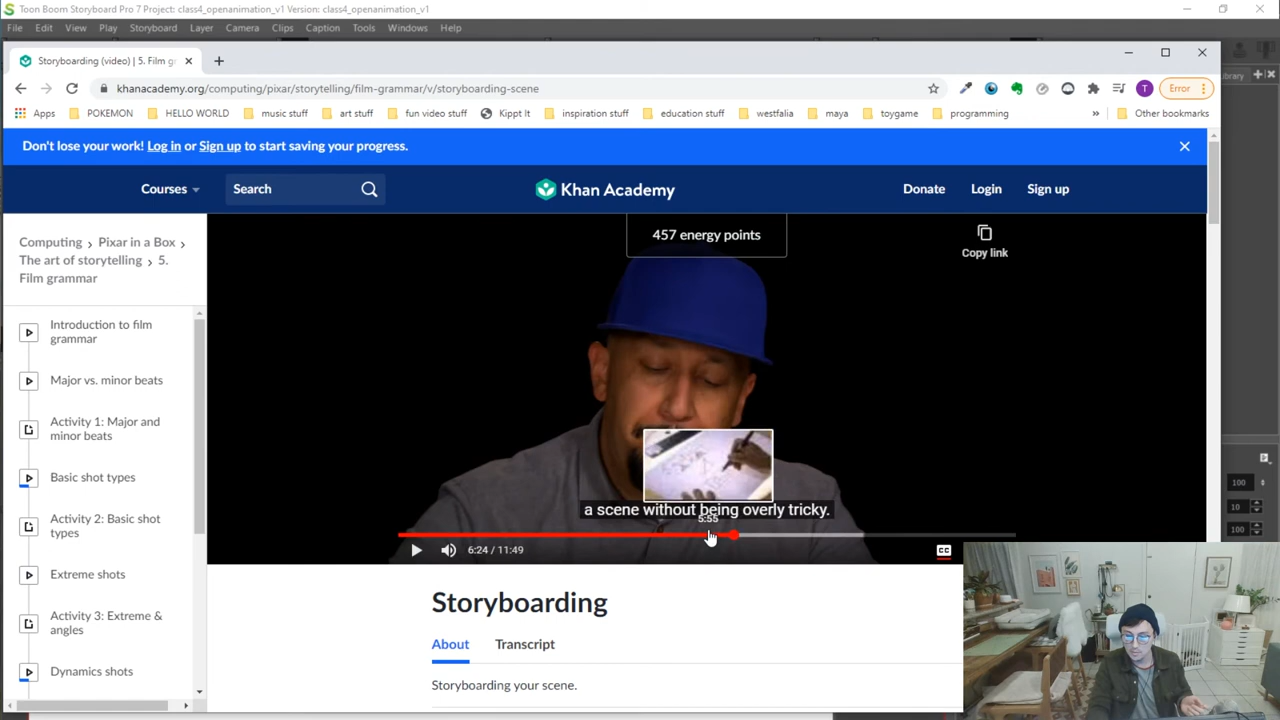 Toon Boom Storyboard Pro 7 Project: class4_openanimation_v1 Version: class4_openanimation_v1
File Edit View Play Storyboard Layer Camera Clips Caption Tools Windows Help
Storyboarding (video) | 5. Film gr
khanacademy.org/computing/pixar/storytelling/film-grammar/v/storyboarding-scene
Error
Apps POKEMON HELLO WORLD music stuff art stuff fun video stuff Kippt It inspiration stuff education stuff westfalia maya toygame programming » Other bookmarks
Don't lose your work! Log in or Sign up to start saving your progress.
Courses Search Khan Academy Donate Login Sign up
Computing › Pixar in a Box ›
The art of storytelling › 5.
Film grammar
Introduction to film
grammar
Major vs. minor beats
Activity 1: Major and
minor beats
Basic shot types
Activity 2: Basic shot
types
Extreme shots
Activity 3: Extreme &
angles
Dynamics shots
457 energy points
Copy link
a scene without being overly tricky.
5:55
6:24 / 11:49
CC
Storyboarding
About Transcript
Storyboarding your scene.
T
library
100
10
100